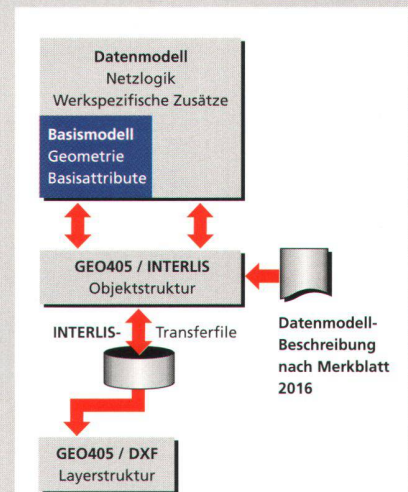 Datenmodell
Netzlogik
Werkspezifische Zusätze
Basismodell
Geometrie
Basisattribute
GEO405 / INTERLIS
Objektstruktur
INTERLIS- Transferfile
Datenmodell-
Beschreibung
nach Merkblatt
2016
GEO405 / DXF
Layerstruktur